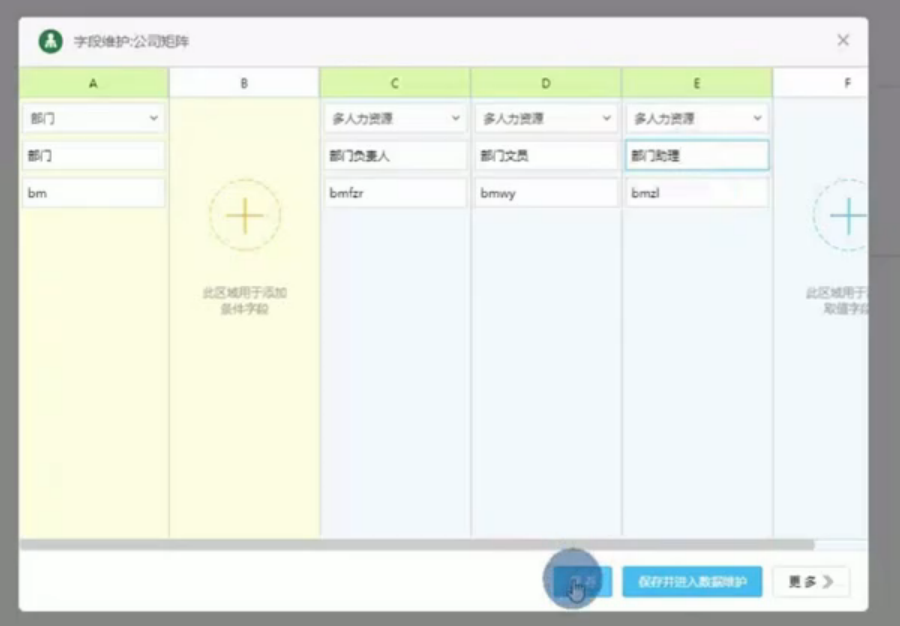 字段维护:公司矩阵
A
B
C
D
E
F
部门
多人力资源
多人力资源
多人力资源
部门
部门负责人
部门文员
部门助理
bm
bmfzr
bmwy
bmzl
此区域用于添加
条件字段
此区域用于
取值字段
保存并进入数据维护
更多